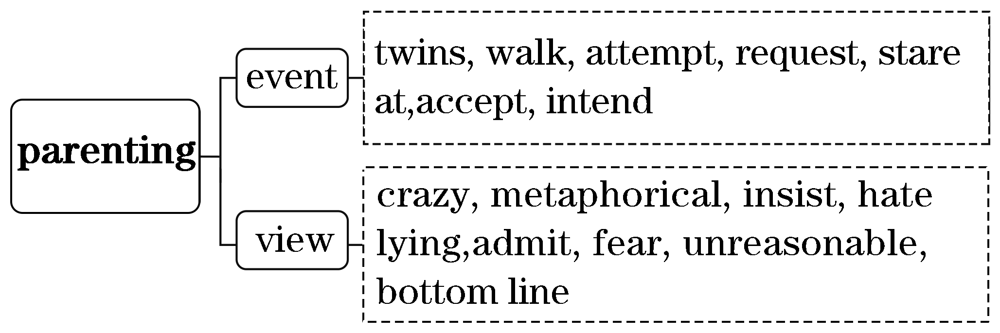 parenting
event
twins, walk, attempt, request, stare
at,accept, intend
view
crazy, metaphorical, insist, hate
lying,admit, fear, unreasonable,
bottom line